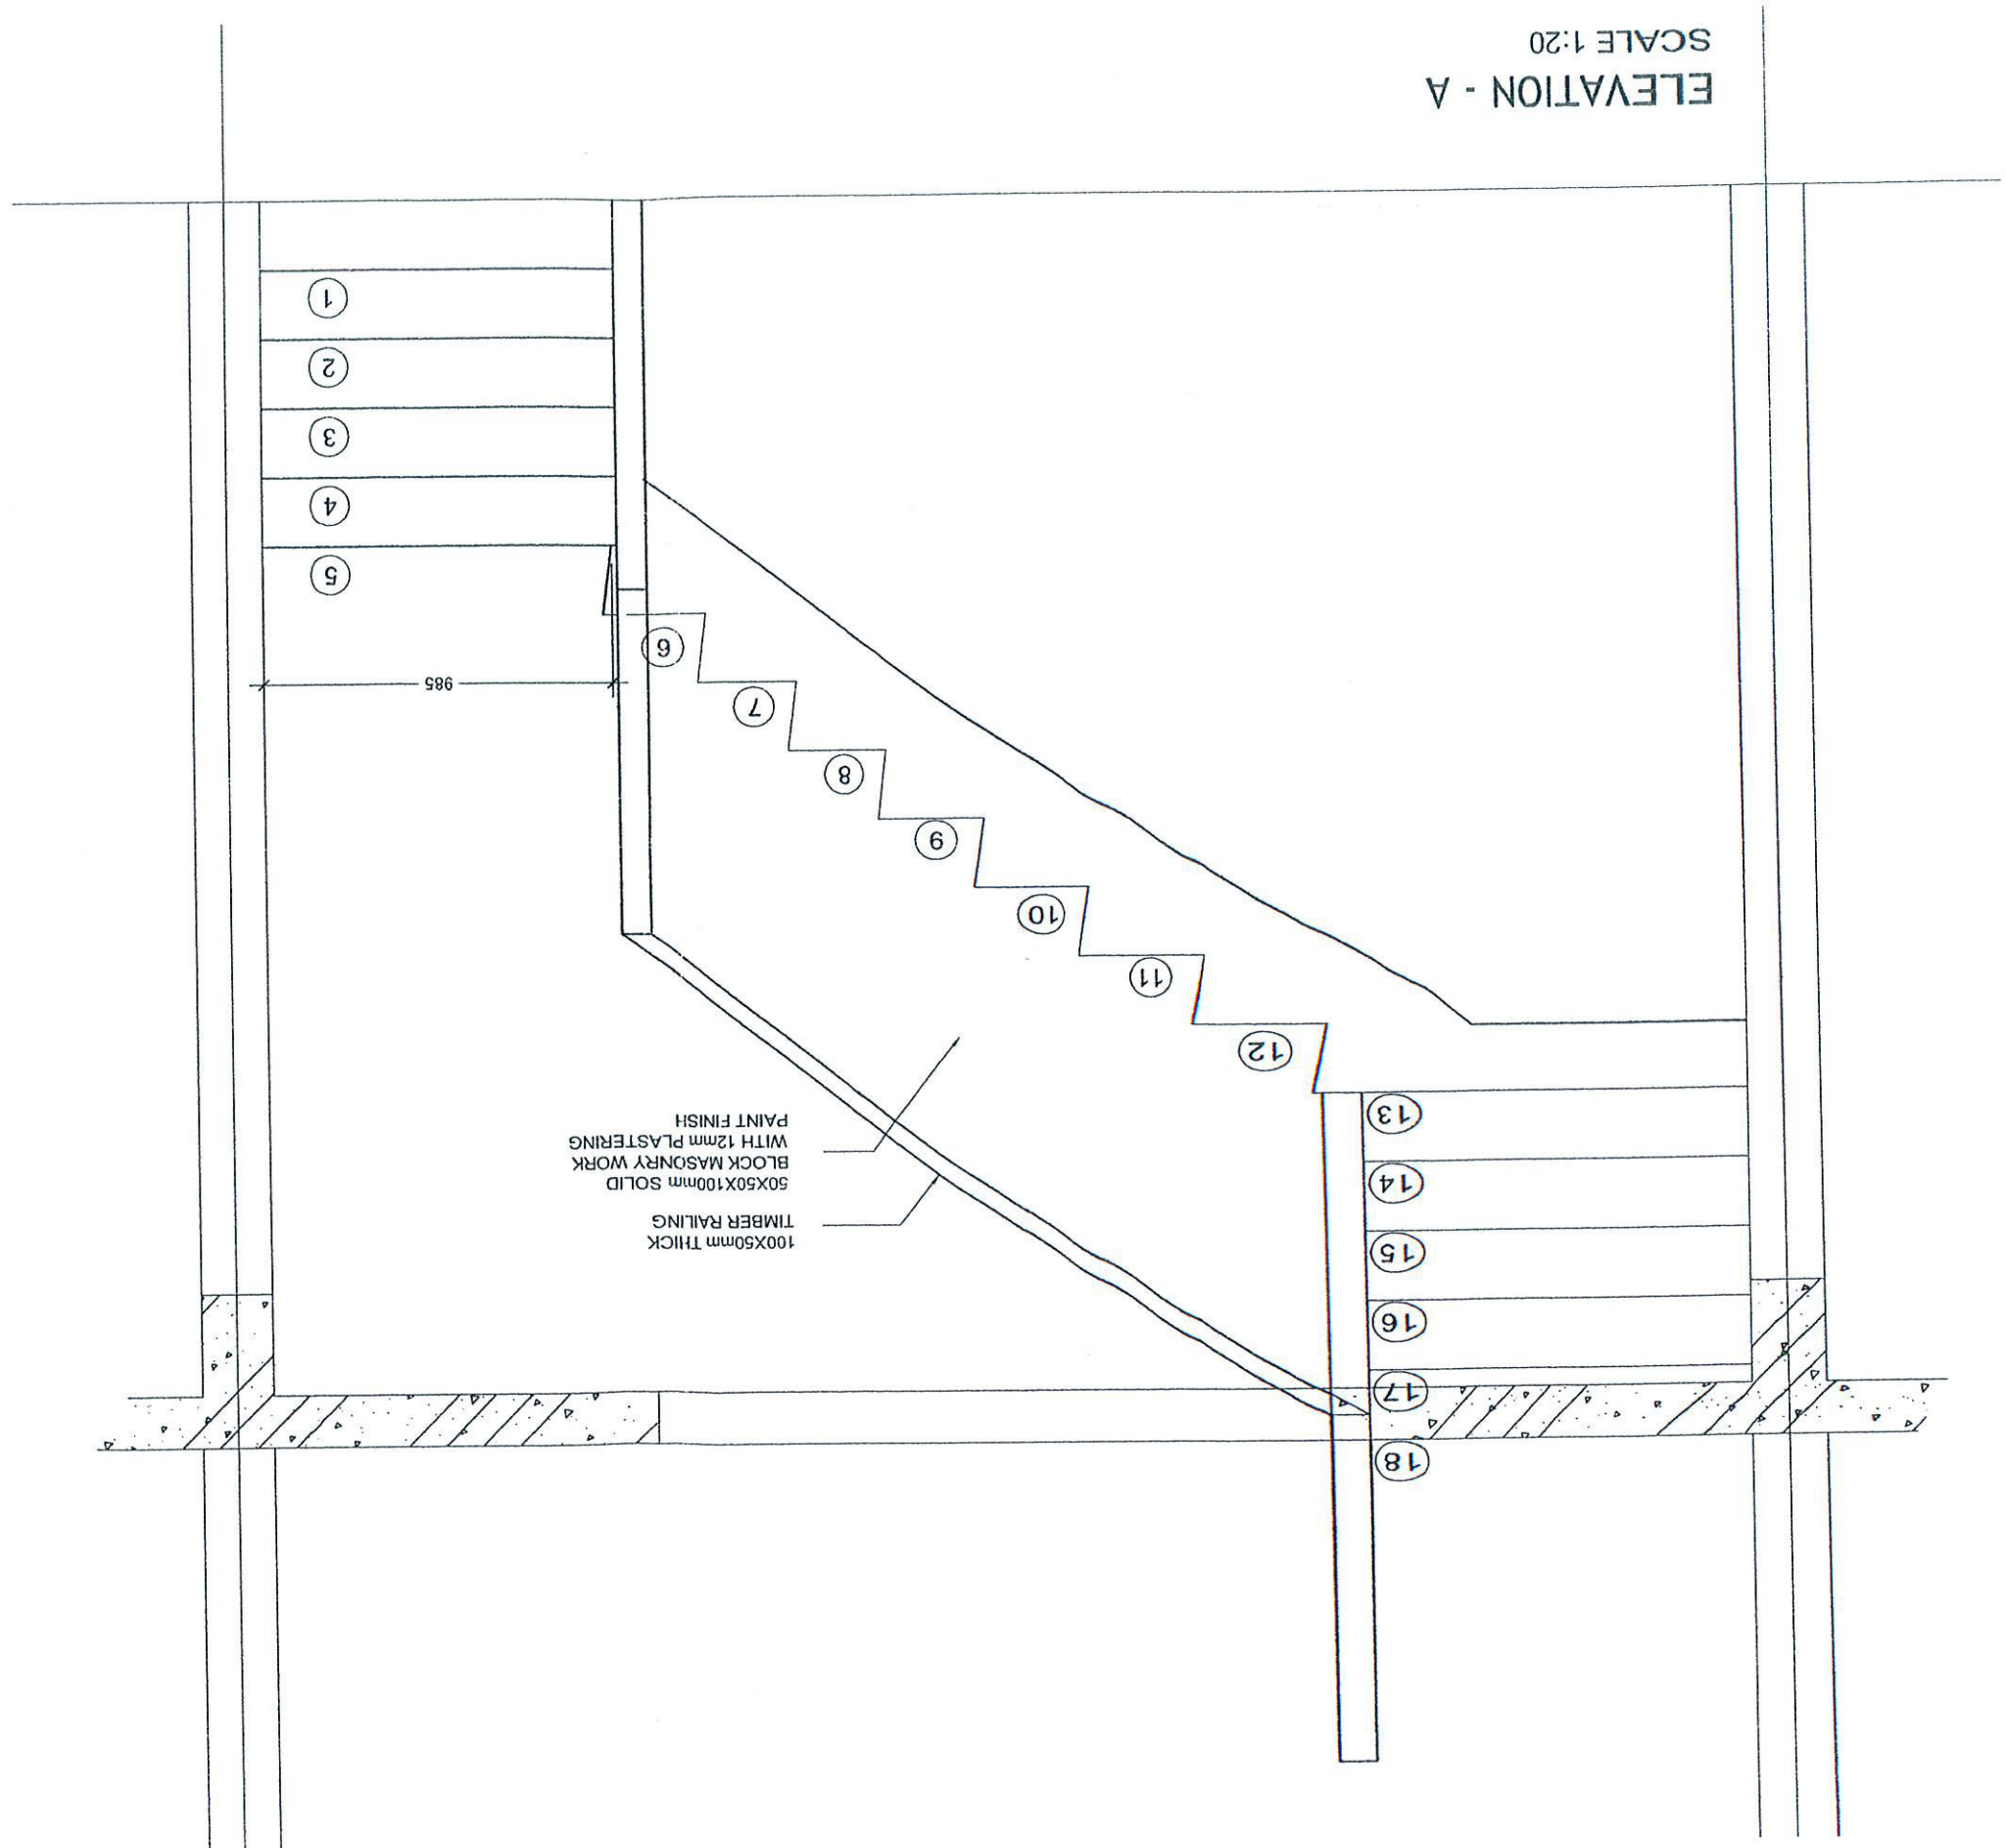 18
17
16
15
14
13
100X50mm THICK
TIMBER RAILING
50X50X100mm SOLID
BLOCK MASONRY WORK
WITH 12mm PLASTERING
PAINT FINISH
12
11
10
9
8
7
6
985
5
4
3
2
1
ELEVATION - A
SCALE 1:20